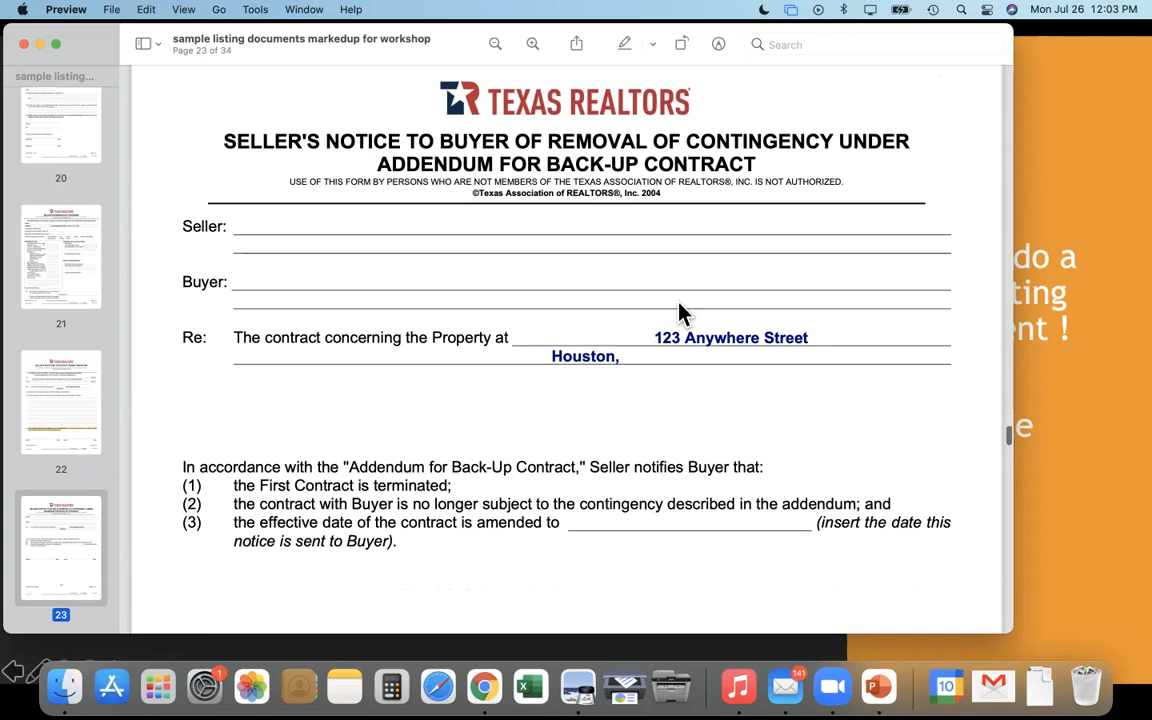 Preview File Edit View Go Tools Window Help Mon Jul 26 12:03 PM
sample listing documents markedup for workshop
Page 23 of 34
Search
sample listing...
20
21
22
23
TEXAS REALTORS
SELLER'S NOTICE TO BUYER OF REMOVAL OF CONTINGENCY UNDER
ADDENDUM FOR BACK-UP CONTRACT
USE OF THIS FORM BY PERSONS WHO ARE NOT MEMBERS OF THE TEXAS ASSOCIATION OF REALTORS®, INC. IS NOT AUTHORIZED.
©Texas Association of REALTORS®, Inc. 2004
Seller:
Buyer:
Re: The contract concerning the Property at 123 Anywhere Street
Houston,
In accordance with the "Addendum for Back-Up Contract," Seller notifies Buyer that:
(1) the First Contract is terminated;
(2) the contract with Buyer is no longer subject to the contingency described in the addendum; and
(3) the effective date of the contract is amended to (insert the date this
notice is sent to Buyer).
do a
ting
ent !
e
1
141
10